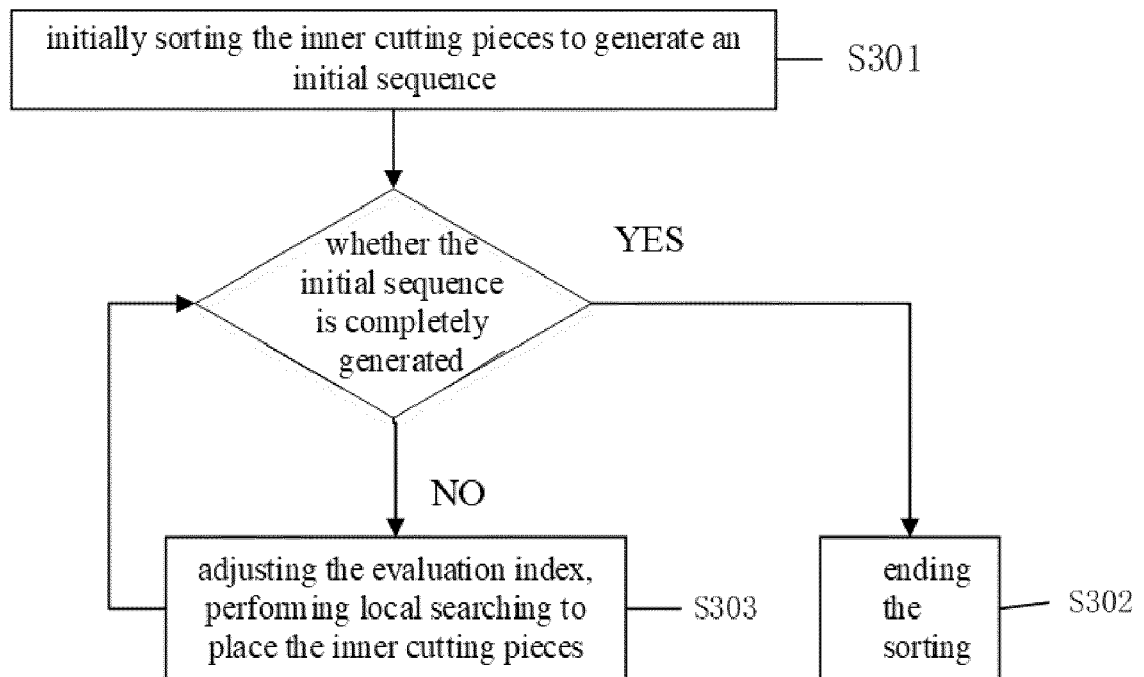 initially sorting the inner cutting pieces to generate an
initial sequence
S301
whether the
initial sequence
is completely
generated
YES
NO
adjusting the evaluation index,
performing local searching to
place the inner cutting pieces
S303
ending
the
sorting
S302